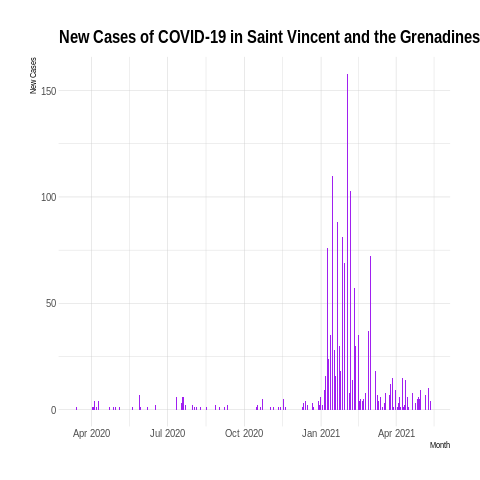 New Cases of COVID-19 in Saint Vincent and the Grenadines
New Cases
150
100
50
0
Apr 2020 Jul 2020 Oct 2020 Jan 2021 Apr 2021
Month